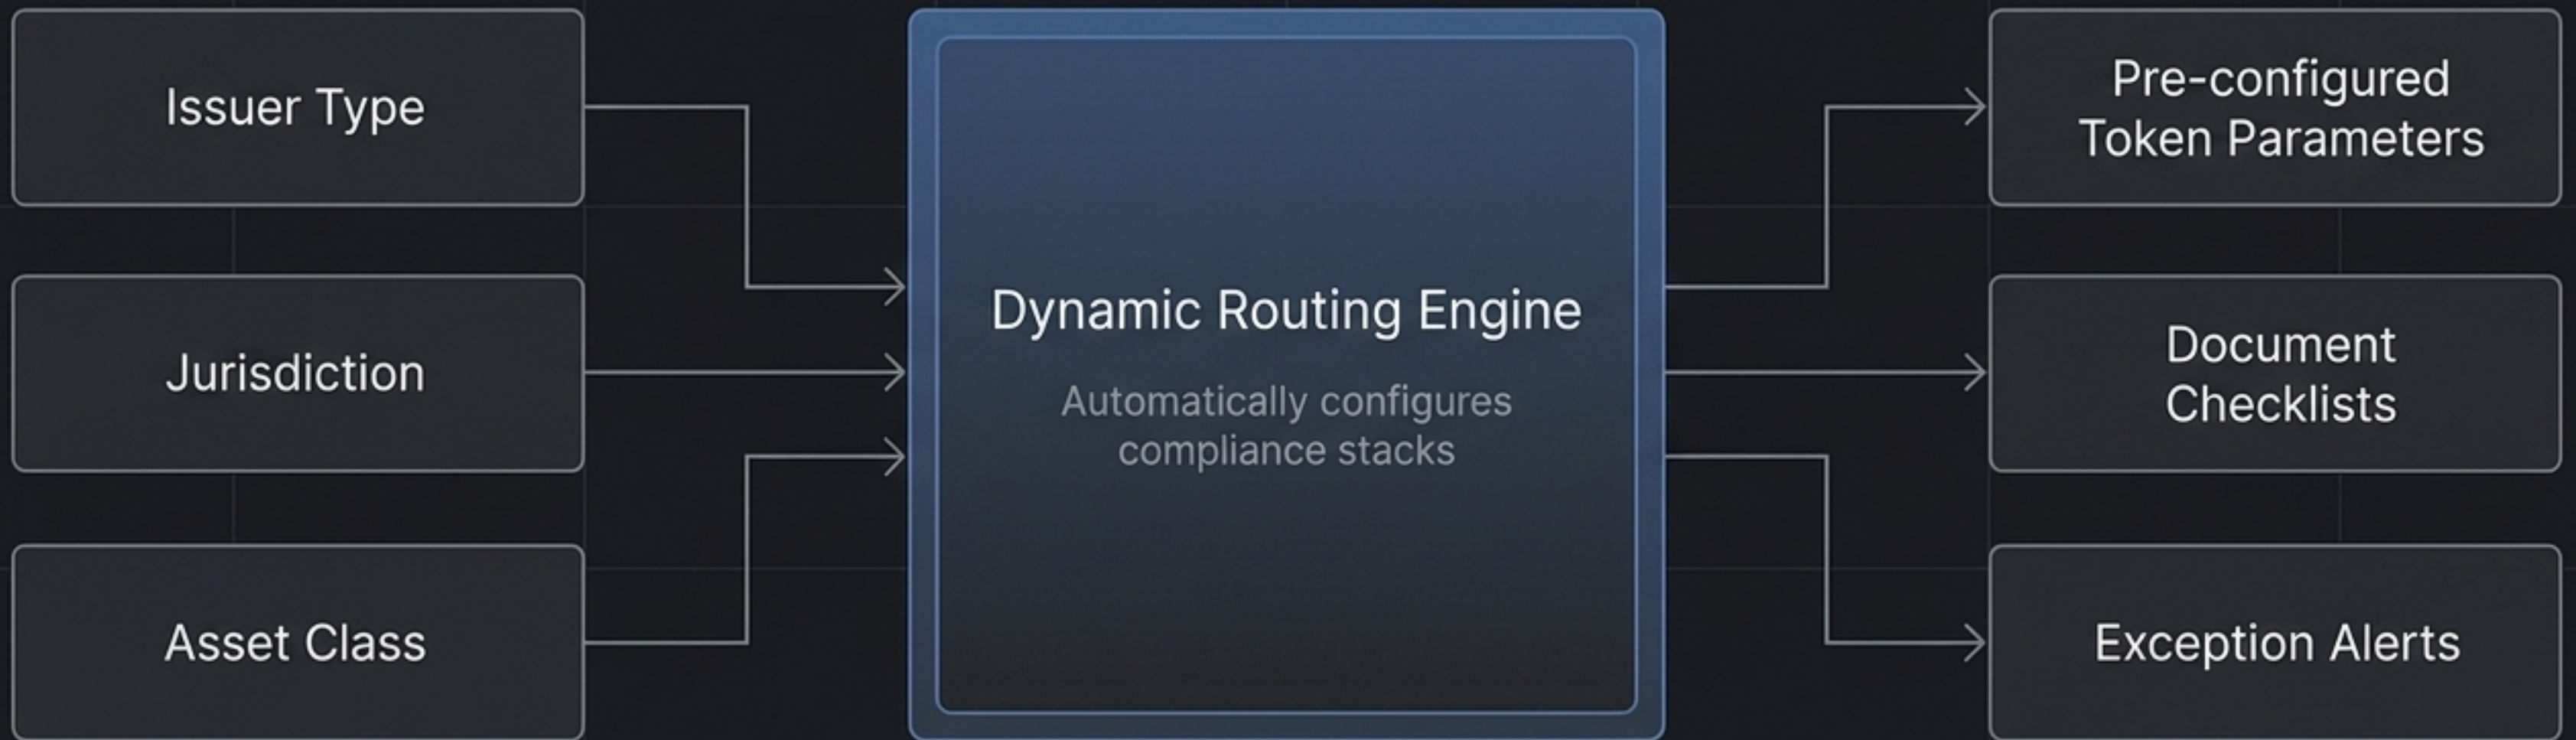 Issuer Type
Jurisdiction
Asset Class
Dynamic Routing Engine
Automatically configures
compliance stacks
Pre-configured
Token Parameters
Document
Checklists
Exception Alerts